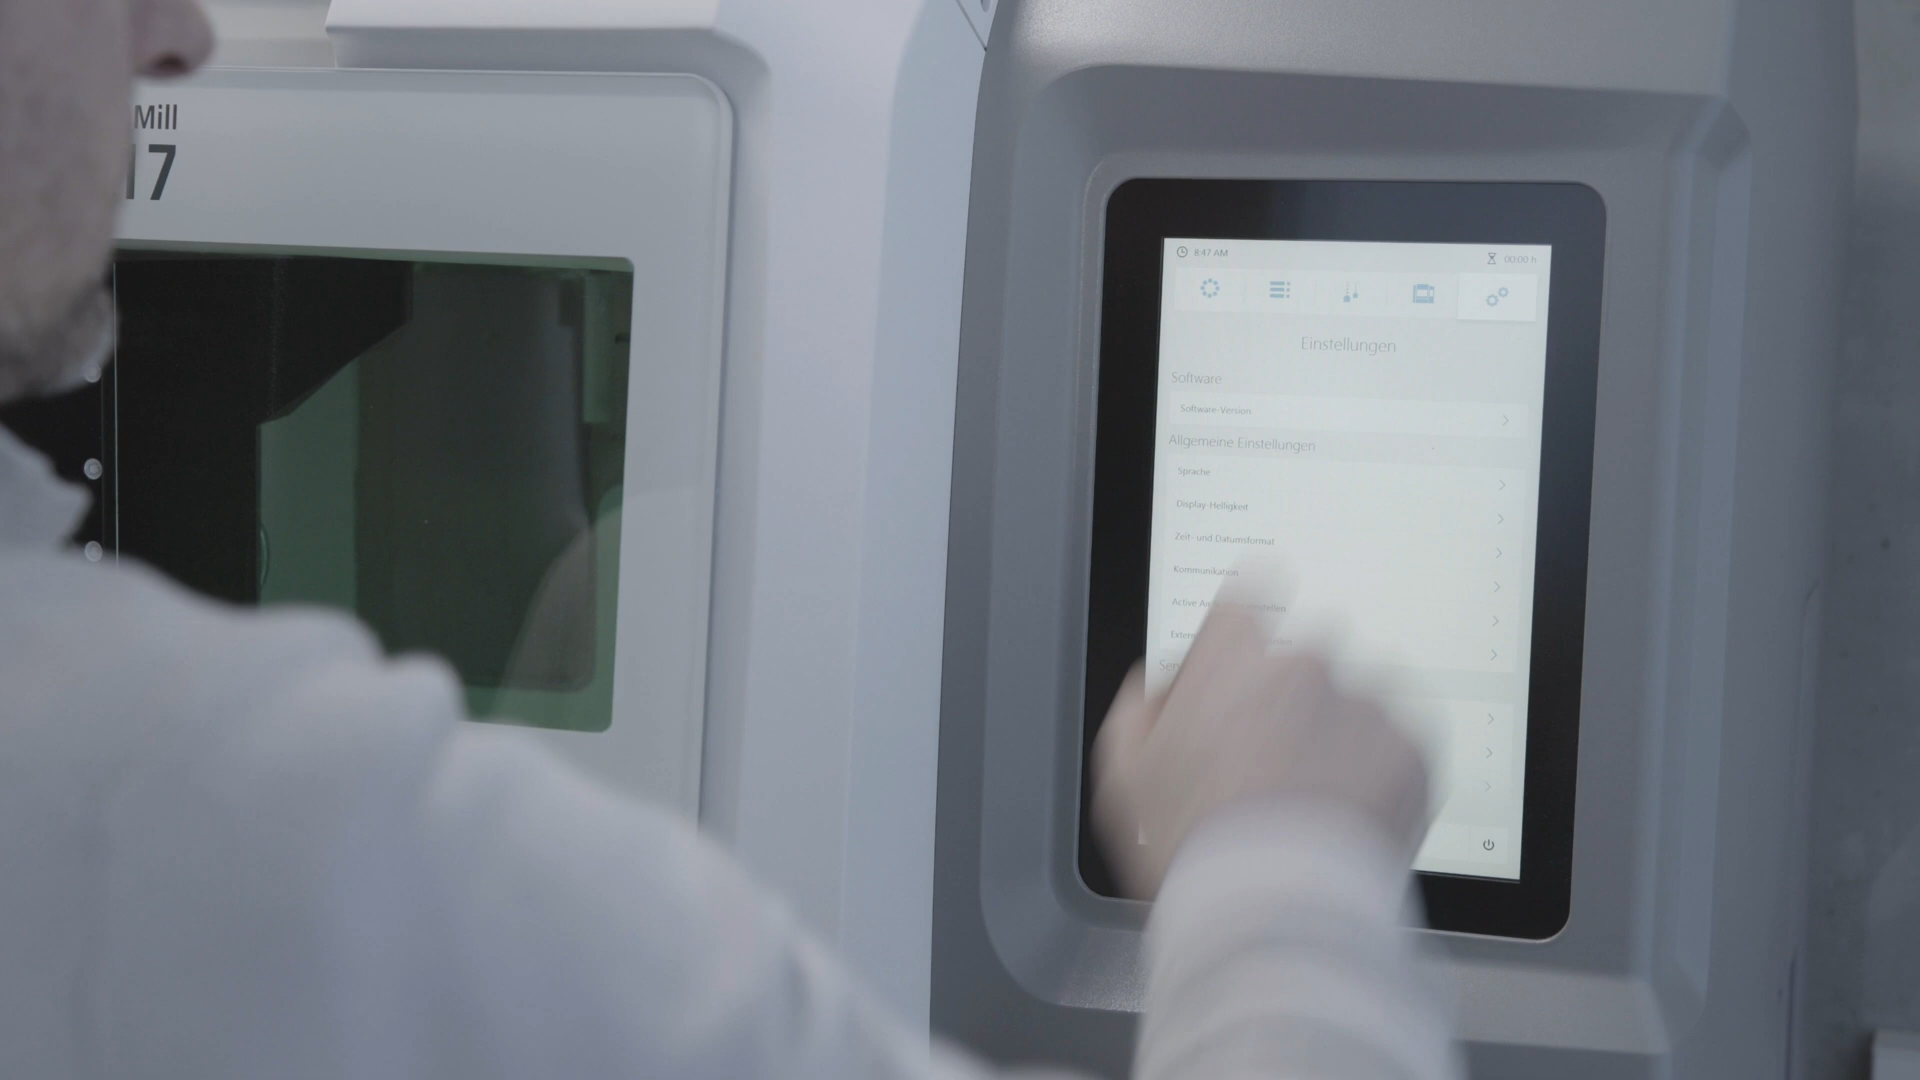 Mill
17
8:47 AM
00:00 h
Einstellungen
Software
Software-Version
Allgemeine Einstellungen
Sprache
Display-Helligkeit
Zeit- und Datumsformat
Kommunikation
Active